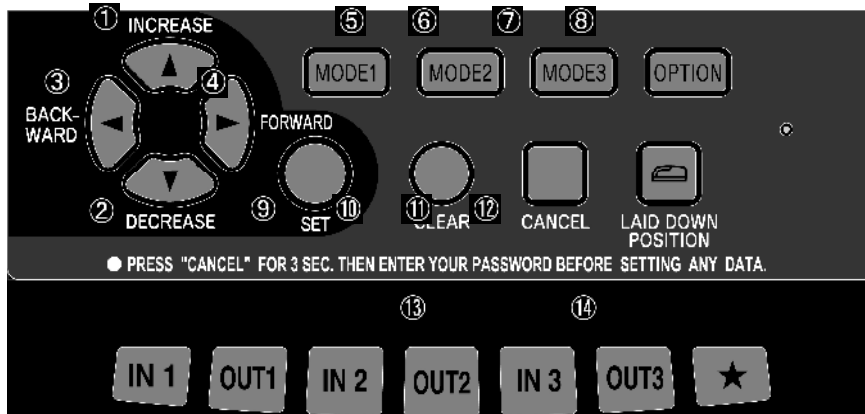 ① INCREASE ⑤ ⑥ ⑦ ⑧
MODE1 MODE2 MODE3 OPTION
③ ④
BACK-
WARD FORWARD
② DECREASE ⑨ SET ⑩ ⑪ CLEAR ⑫ CANCEL LAID DOWN
POSITION
● PRESS "CANCEL" FOR 3 SEC. THEN ENTER YOUR PASSWORD BEFORE SETTING ANY DATA.
⑬ ⑭
IN 1 OUT1 IN 2 OUT2 IN 3 OUT3 ★